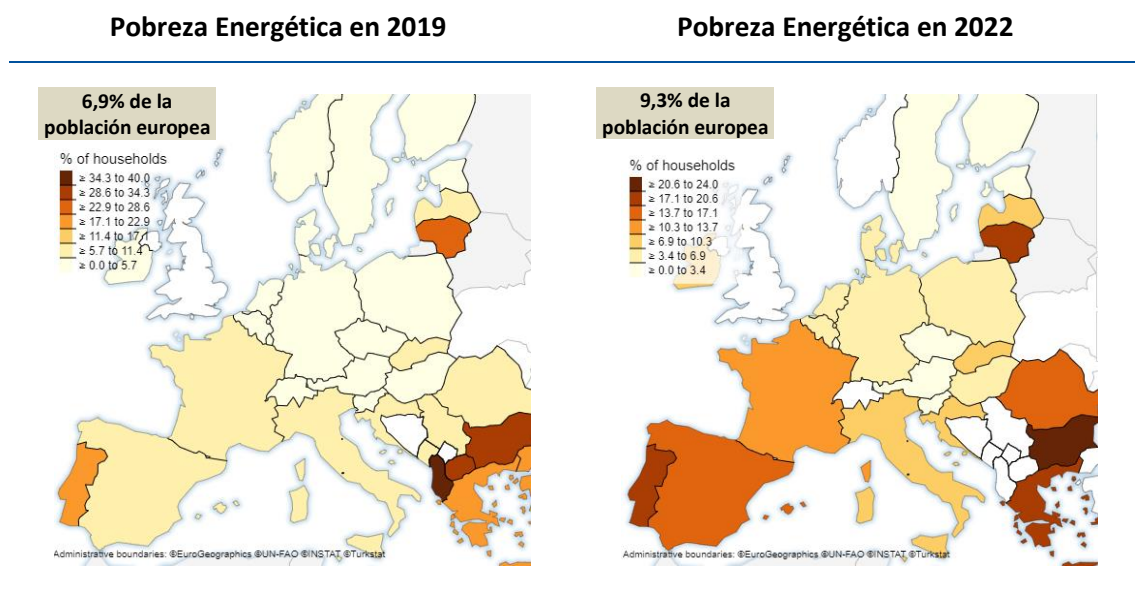 Pobreza Energética en 2019
Pobreza Energética en 2022
6,9% de la
población europea
% of households
≥ 34.3 to 40.0
≥ 28.6 to 34.3
≥ 22.9 to 28.6
≥ 17.1 to 22.9
≥ 11.4 to 17.1
≥ 5.7 to 11.4
≥ 0.0 to 5.7
Administrative boundaries: ©EuroGeographics ©UN-FAO ©INSTAT ©Turkstat
9,3% de la
población europea
% of households
≥ 20.6 to 24.0
≥ 17.1 to 20.6
≥ 13.7 to 17.1
≥ 10.3 to 13.7
≥ 6.9 to 10.3
≥ 3.4 to 6.9
≥ 0.0 to 3.4
Administrative boundaries: ©EuroGeographics ©UN-FAO ©INSTAT ©Turkstat